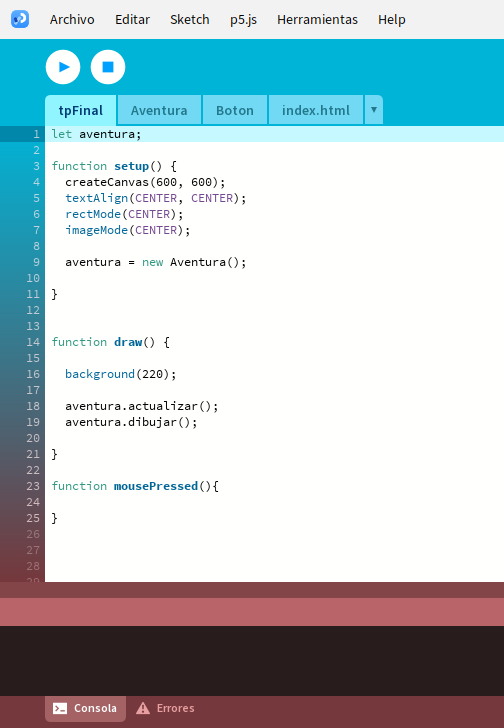 Archivo Editar Sketch p5.js Herramientas Help
tpFinal Aventura Boton index.html ▼
1 let aventura;
2
3 function setup() {
4 createCanvas(600, 600);
5 textAlign(CENTER, CENTER);
6 rectMode(CENTER);
7 imageMode(CENTER);
8
9 aventura = new Aventura();
10
11 }
12
13
14 function draw() {
15
16 background(220);
17
18 aventura.actualizar();
19 aventura.dibujar();
20
21 }
22
23 function mousePressed(){
24
25 }
26
27
28
29
Consola Errores